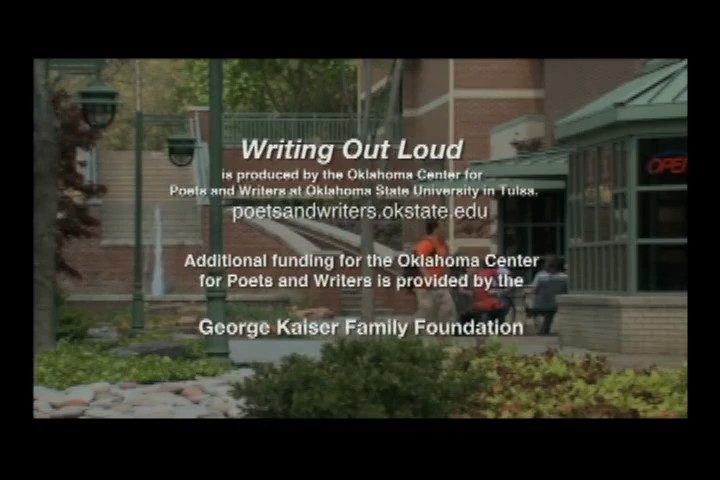 Writing Out Loud
is produced by the Oklahoma Center for
Poets and Writers at Oklahoma State University in Tulsa.
poetsandwriters.okstate.edu
Additional funding for the Oklahoma Center
for Poets and Writers is provided by the
George Kaiser Family Foundation
OPEN